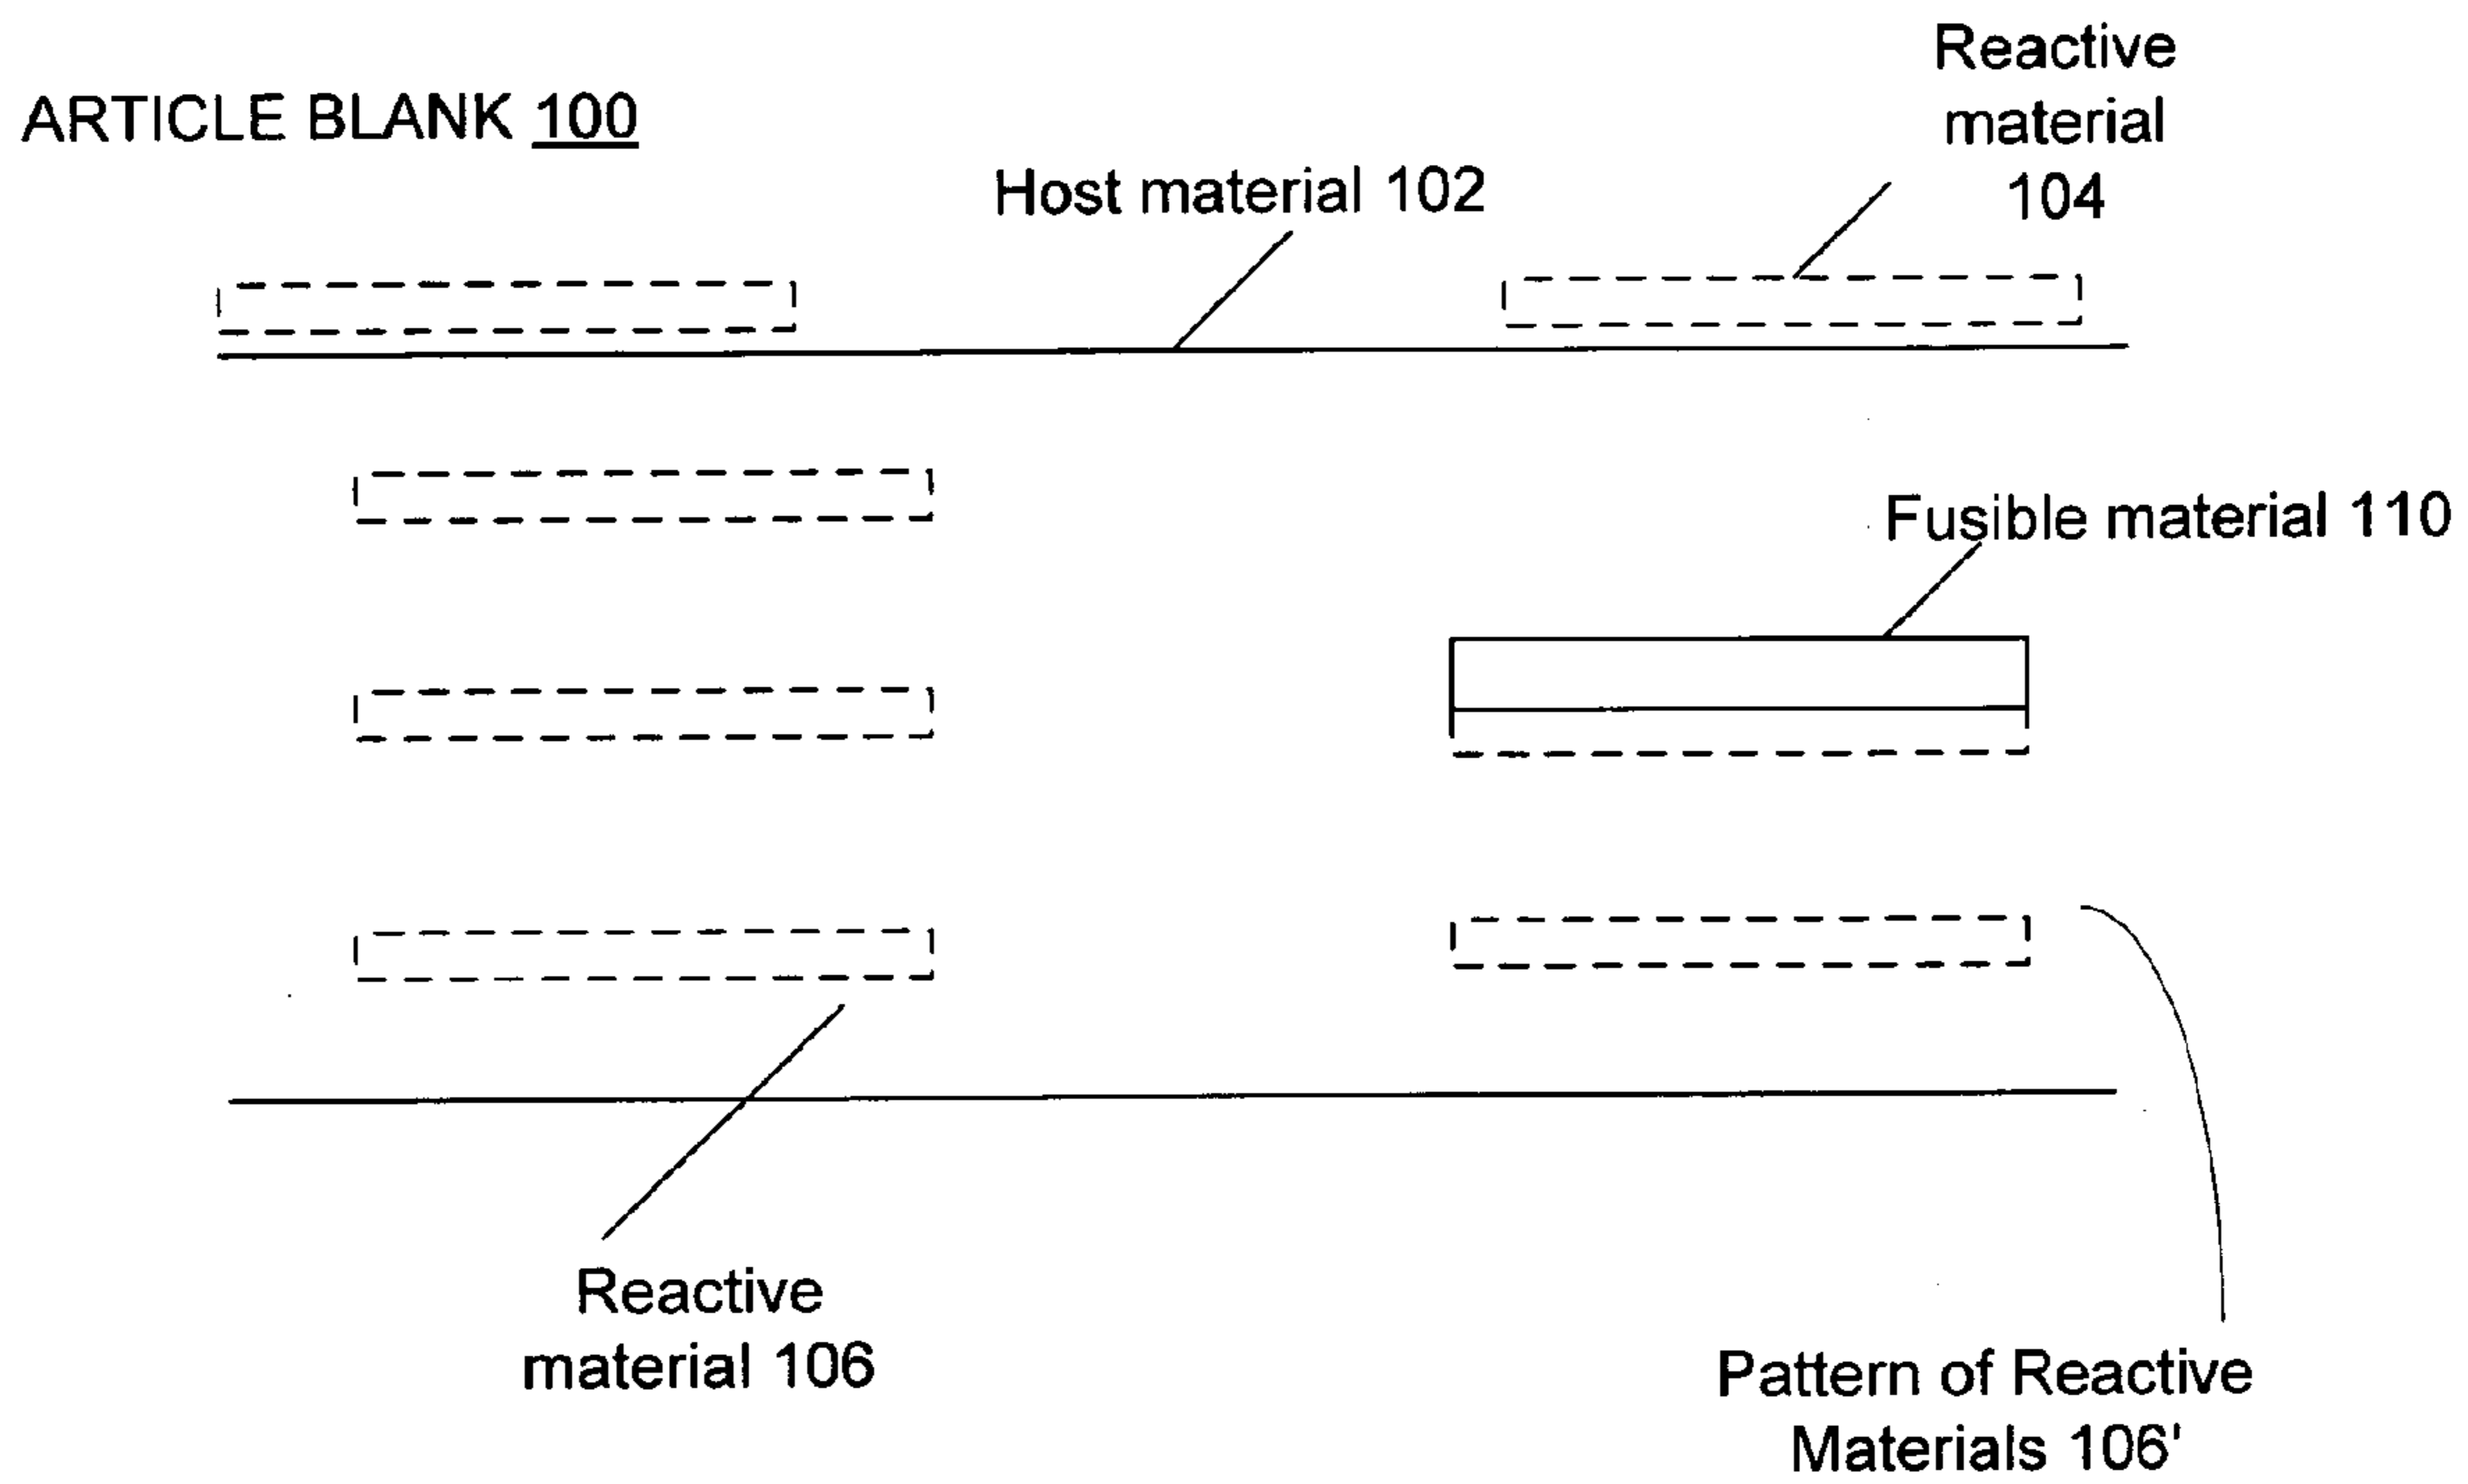 ARTICLE BLANK 100
Reactive
material
104
Host material 102
Fusible material 110
Reactive
material 106
Pattern of Reactive
Materials 106'